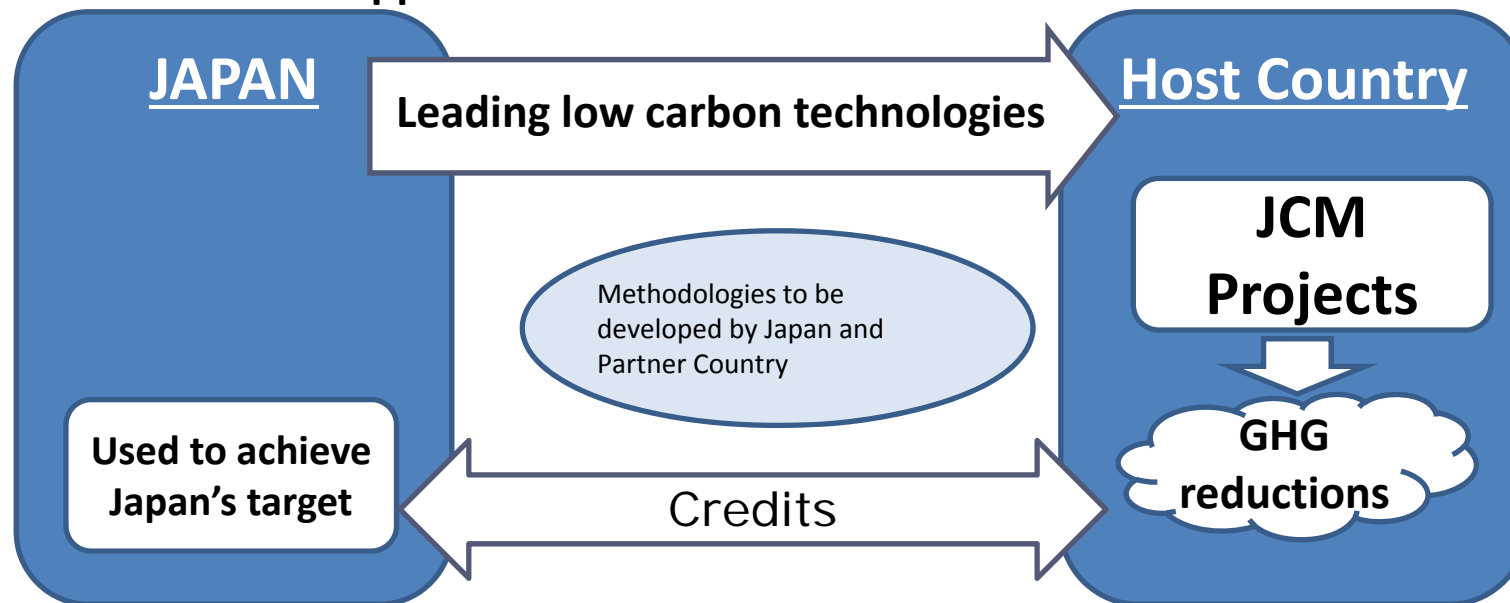 JAPAN
Leading low carbon technologies
Host Country
JCM
Projects
Methodologies to be
developed by Japan and
Partner Country
Used to achieve
Japan's target
Credits
GHG
reductions